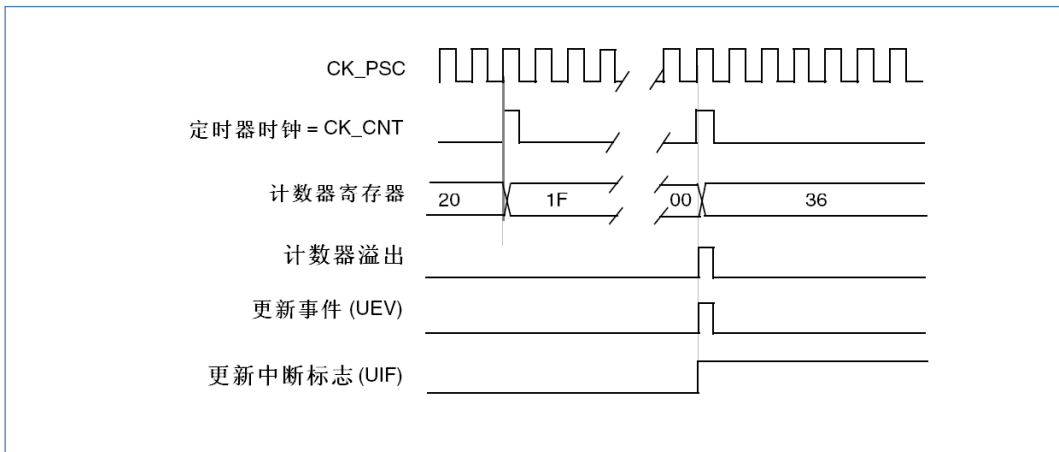 CK_PSC
定时器时钟 = CK_CNT
计数器寄存器 20 1F 00 36
计数器溢出
更新事件 (UEV)
更新中断标志 (UIF)